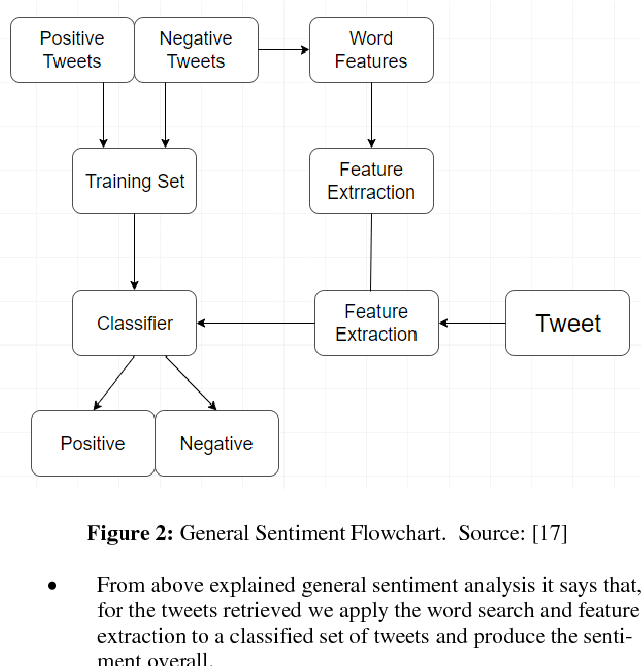 Positive
Tweets
Negative
Tweets
Word
Features
Training Set
Feature
Extrraction
Classifier
Feature
Extraction
Tweet
Positive
Negative
Figure 2: General Sentiment Flowchart. Source: [17]
• From above explained general sentiment analysis it says that,
for the tweets retrieved we apply the word search and feature
extraction to a classified set of tweets and produce the senti-
ment overall.